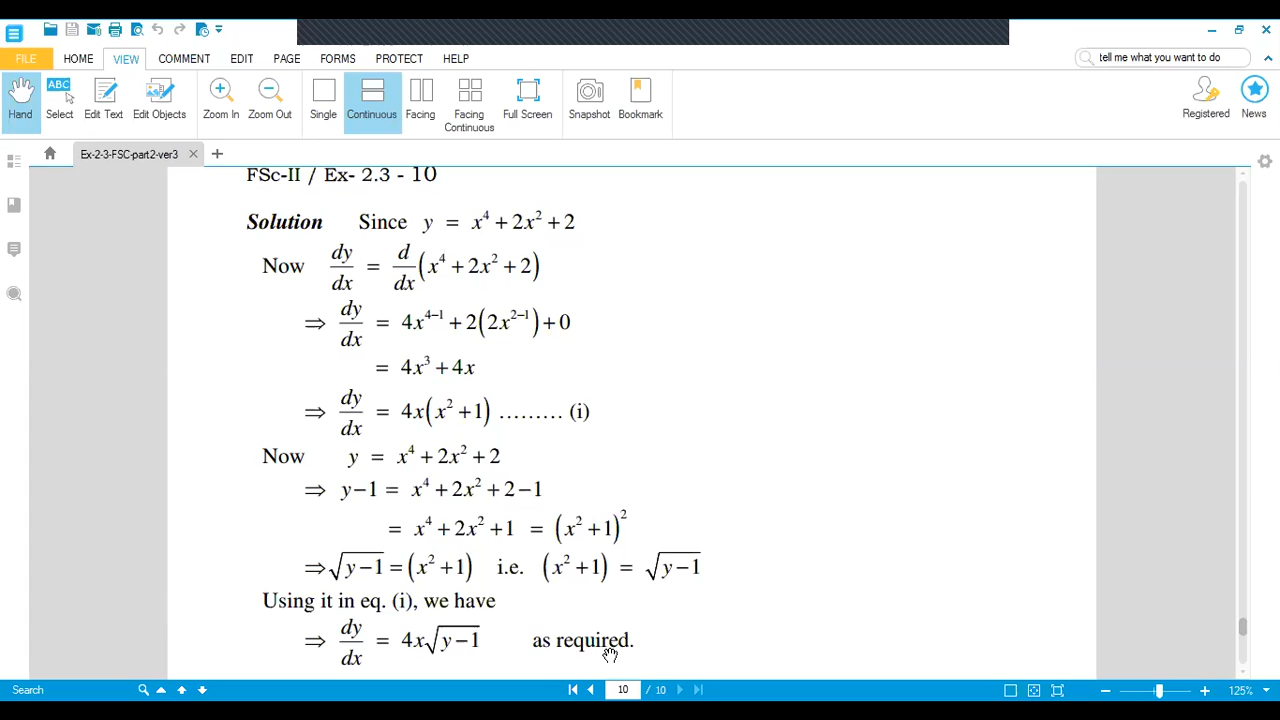 FILE HOME VIEW COMMENT EDIT PAGE FORMS PROTECT HELP tell me what you want to do
ABC
Hand Select Edit Text Edit Objects Zoom In Zoom Out Single Continuous Facing Facing Continuous Full Screen Snapshot Bookmark Registered News
Ex-2-3-FSC-part2-ver3
FSc-II / Ex- 2.3 - 10
Solution Since y = x⁴ + 2x² + 2
Now dy/dx = d/dx (x⁴ + 2x² + 2)
⇒ dy/dx = 4x⁴⁻¹ + 2(2x²⁻¹) + 0
= 4x³ + 4x
⇒ dy/dx = 4x(x² + 1) ......... (i)
Now y = x⁴ + 2x² + 2
⇒ y − 1 = x⁴ + 2x² + 2 − 1
= x⁴ + 2x² + 1 = (x² + 1)²
⇒ √(y−1) = (x² + 1) i.e. (x² + 1) = √(y−1)
Using it in eq. (i), we have
⇒ dy/dx = 4x√(y−1) as required.
Search 10 / 10 125%